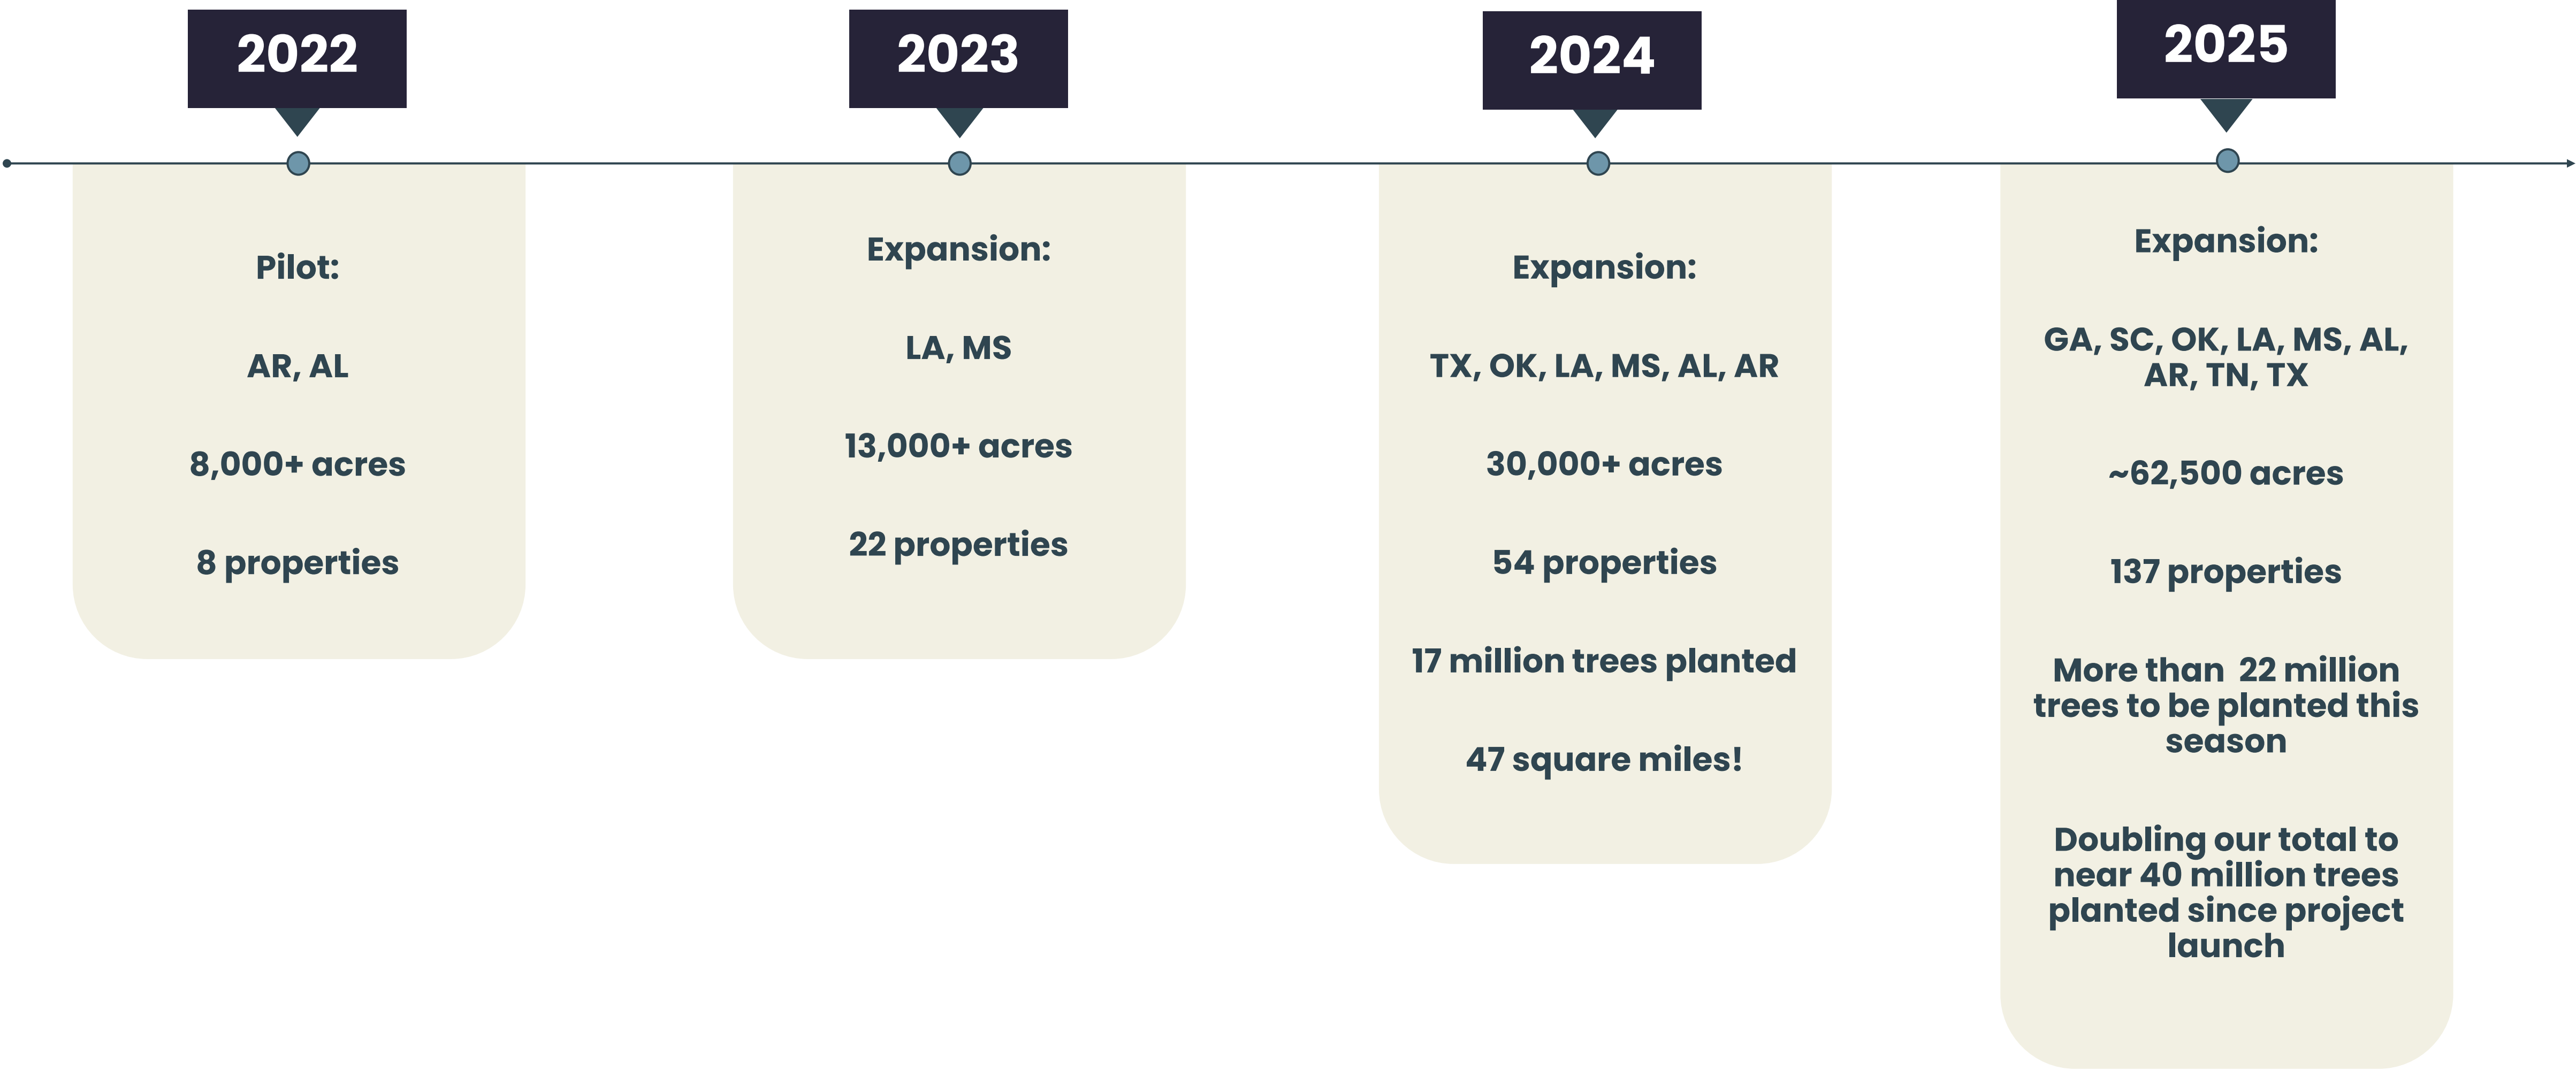 2022
Pilot:
AR, AL
8,000+ acres
8 properties
2023
Expansion:
LA, MS
13,000+ acres
22 properties
2024
Expansion:
TX, OK, LA, MS, AL, AR
30,000+ acres
54 properties
17 million trees planted
47 square miles!
2025
Expansion:
GA, SC, OK, LA, MS, AL,
AR, TN, TX
~62,500 acres
137 properties
More than  22 million
trees to be planted this
season
Doubling our total to
near 40 million trees
planted since project
launch